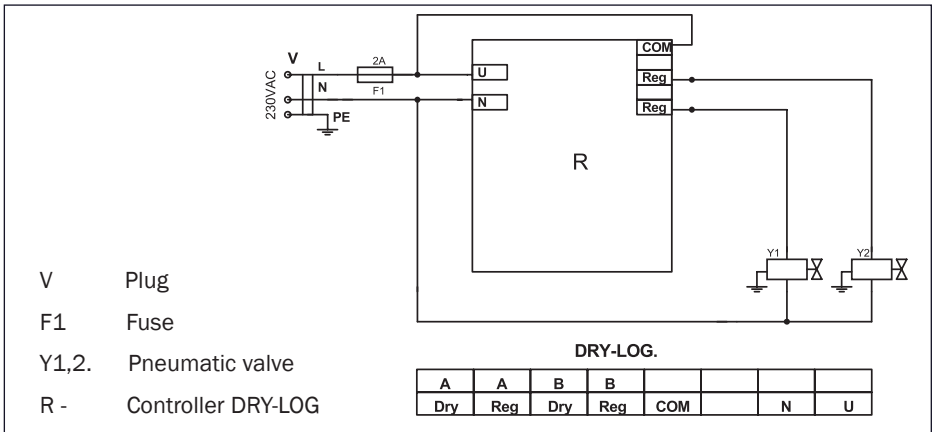 COM
V
L
2A
U
Reg
N
F1
N
Reg
230VAC
PE
R
Y1
Y2
V Plug
F1 Fuse
Y1,2. Pneumatic valve
R - Controller DRY-LOG
DRY-LOG.
A A B B
Dry Reg Dry Reg COM N U